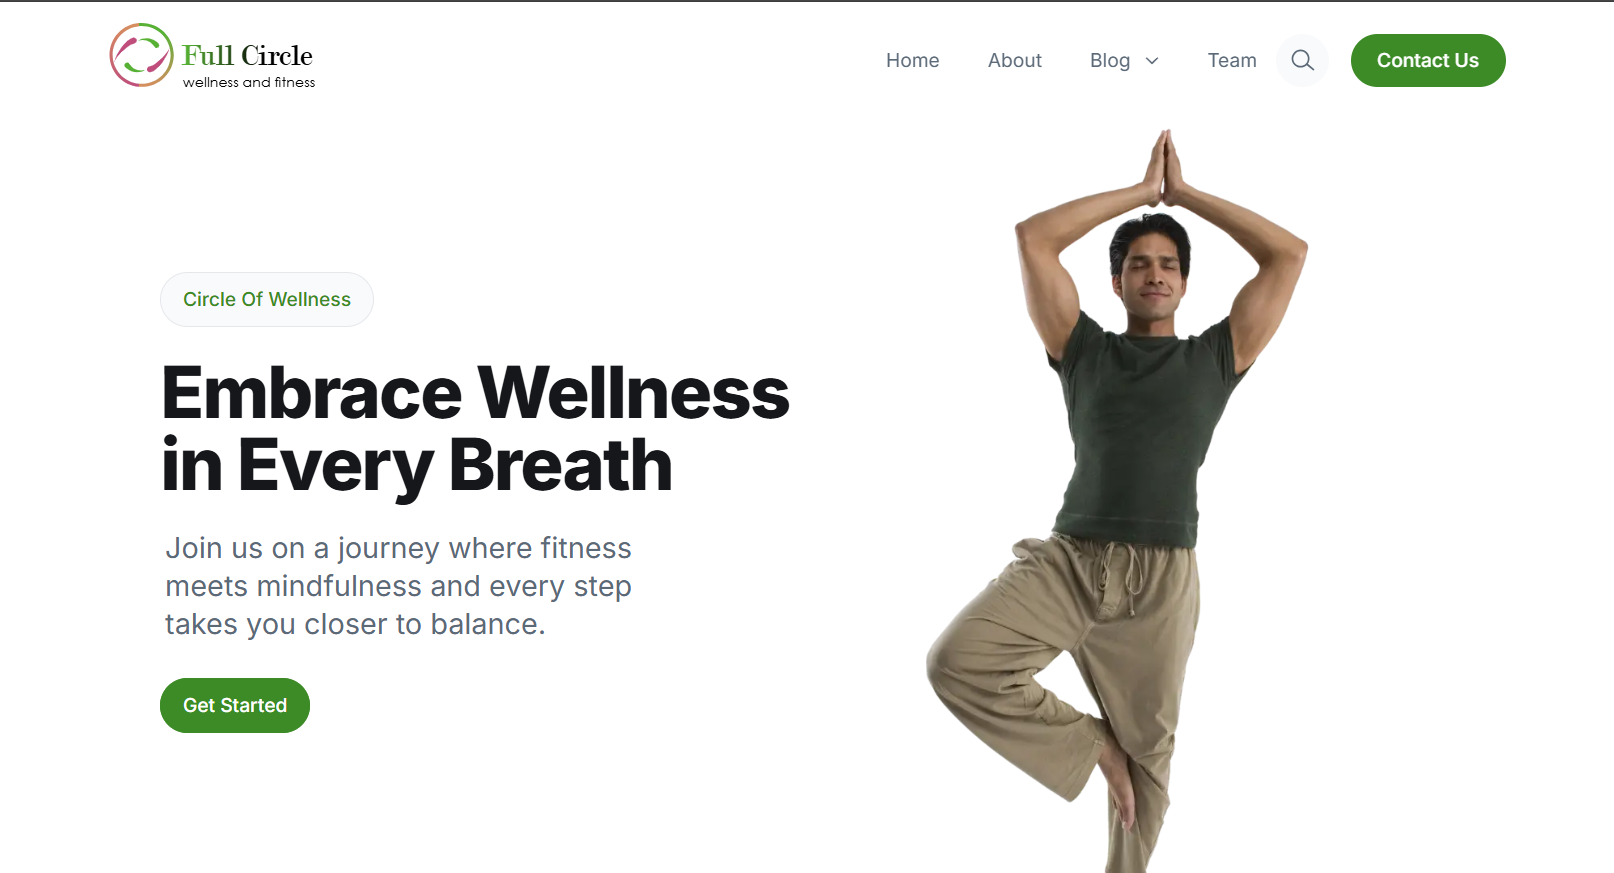 Full Circle
wellness and fitness
Home
About
Blog
Team
Contact Us
Circle Of Wellness
Embrace Wellness
in Every Breath
Join us on a journey where fitness
meets mindfulness and every step
takes you closer to balance.
Get Started